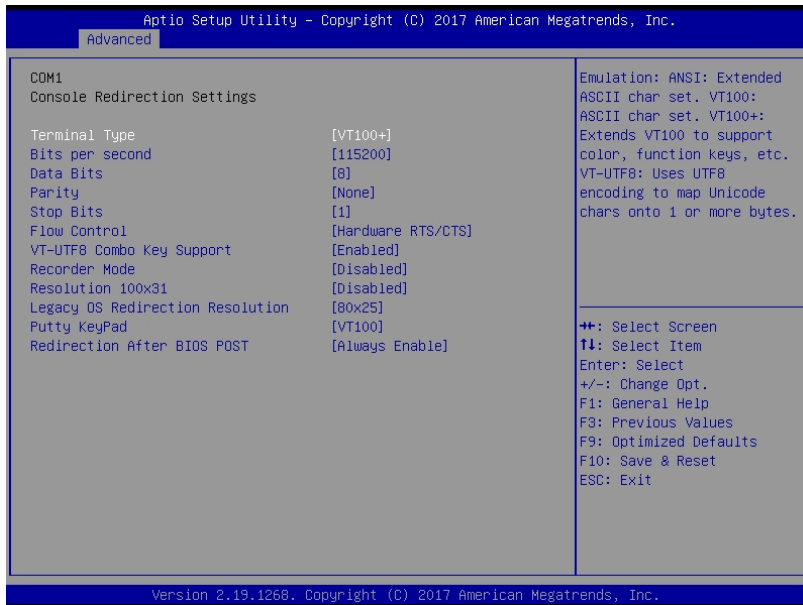 Aptio Setup Utility – Copyright (C) 2017 American Megatrends, Inc.
Advanced
COM1
Console Redirection Settings
Terminal Type [VT100+]
Bits per second [115200]
Data Bits [8]
Parity [None]
Stop Bits [1]
Flow Control [Hardware RTS/CTS]
VT-UTF8 Combo Key Support [Enabled]
Recorder Mode [Disabled]
Resolution 100x31 [Disabled]
Legacy OS Redirection Resolution [80x25]
Putty KeyPad [VT100]
Redirection After BIOS POST [Always Enable]
Emulation: ANSI: Extended
ASCII char set. VT100:
ASCII char set. VT100+:
Extends VT100 to support
color, function keys, etc.
VT-UTF8: Uses UTF8
encoding to map Unicode
chars onto 1 or more bytes.
→←: Select Screen
↑↓: Select Item
Enter: Select
+/-: Change Opt.
F1: General Help
F3: Previous Values
F9: Optimized Defaults
F10: Save & Reset
ESC: Exit
Version 2.19.1268. Copyright (C) 2017 American Megatrends, Inc.